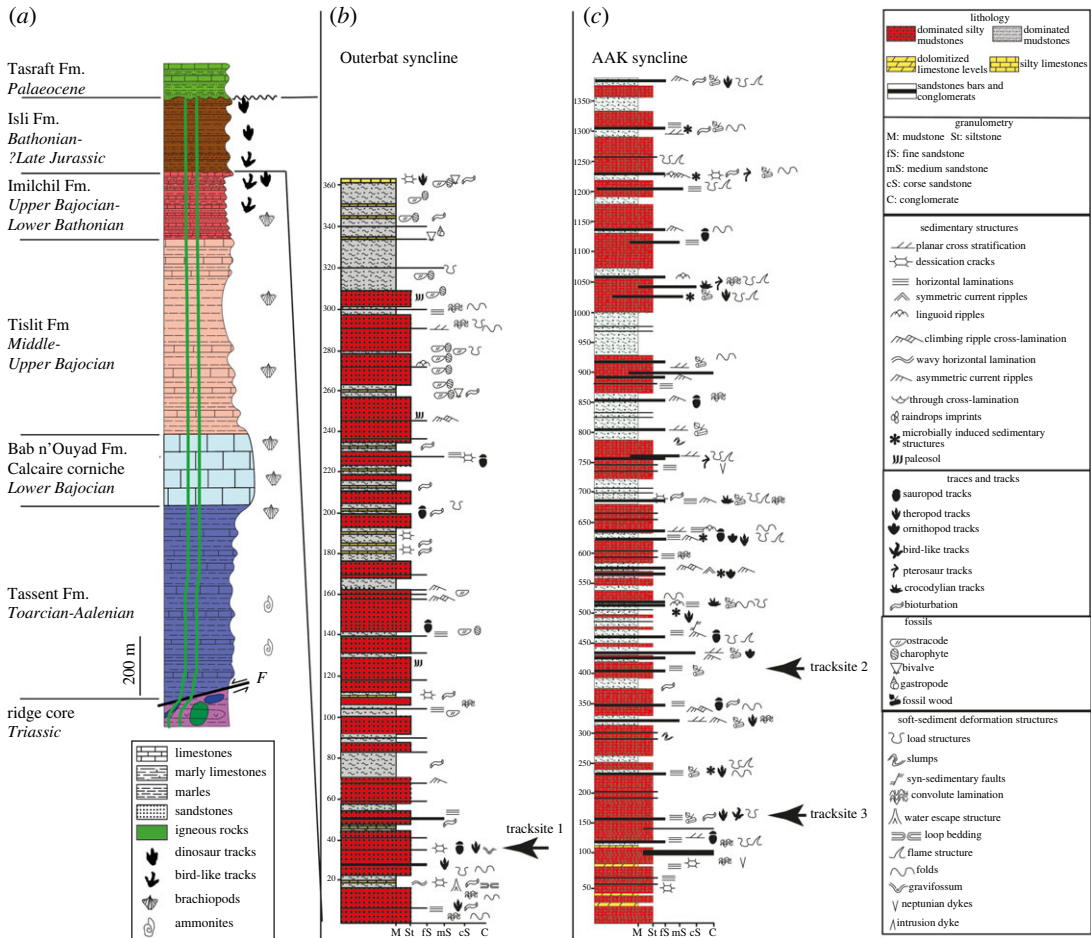 (a)
Tasraft Fm.
Palaeocene
Isli Fm.
Bathonian-
?Late Jurassic
Imilchil Fm.
Upper Bajocian-
Lower Bathonian
Tislit Fm
Middle-
Upper Bajocian
Bab n'Ouyad Fm.
Calcaire corniche
Lower Bajocian
Tassent Fm.
Toarcian-Aalenian
200 m
F
ridge core
Triassic
limestones
marly limestones
marles
sandstones
igneous rocks
dinosaur tracks
bird-like tracks
brachiopods
ammonites
(b)
Outerbat syncline
360
340
320
300
280
260
240
220
200
180
160
140
120
100
80
60
40
20
M St fS mS cS C
tracksite 1
(c)
AAK syncline
1350
1300
1250
1200
1150
1100
1050
1000
950
900
850
800
750
700
650
600
550
500
450
400
350
300
250
200
150
100
50
M St fS mS cS C
tracksite 2
tracksite 3
lithology
dominated silty
mudstones
dominated
mudstones
dolomitized
limestone levels
silty limestones
sandstones bars and
conglomerats
granulometry
M: mudstone St: siltstone
fS: fine sandstone
mS: medium sandstone
cS: corse sandstone
C: conglomerate
sedimentary structures
planar cross stratification
dessication cracks
horizontal laminations
symmetric current ripples
linguoid ripples
climbing ripple cross-lamination
wavy horizontal lamination
asymmetric current ripples
through cross-lamination
raindrops imprints
microbially induced sedimentary
structures
paleosol
traces and tracks
sauropod tracks
theropod tracks
ornithopod tracks
bird-like tracks
pterosaur tracks
crocodylian tracks
bioturbation
fossils
ostracode
charophyte
bivalve
gastropode
fossil wood
soft-sediment deformation structures
load structures
slumps
syn-sedimentary faults
convolute lamination
water escape structure
loop bedding
flame structure
folds
gravifossum
neptunian dykes
intrusion dyke